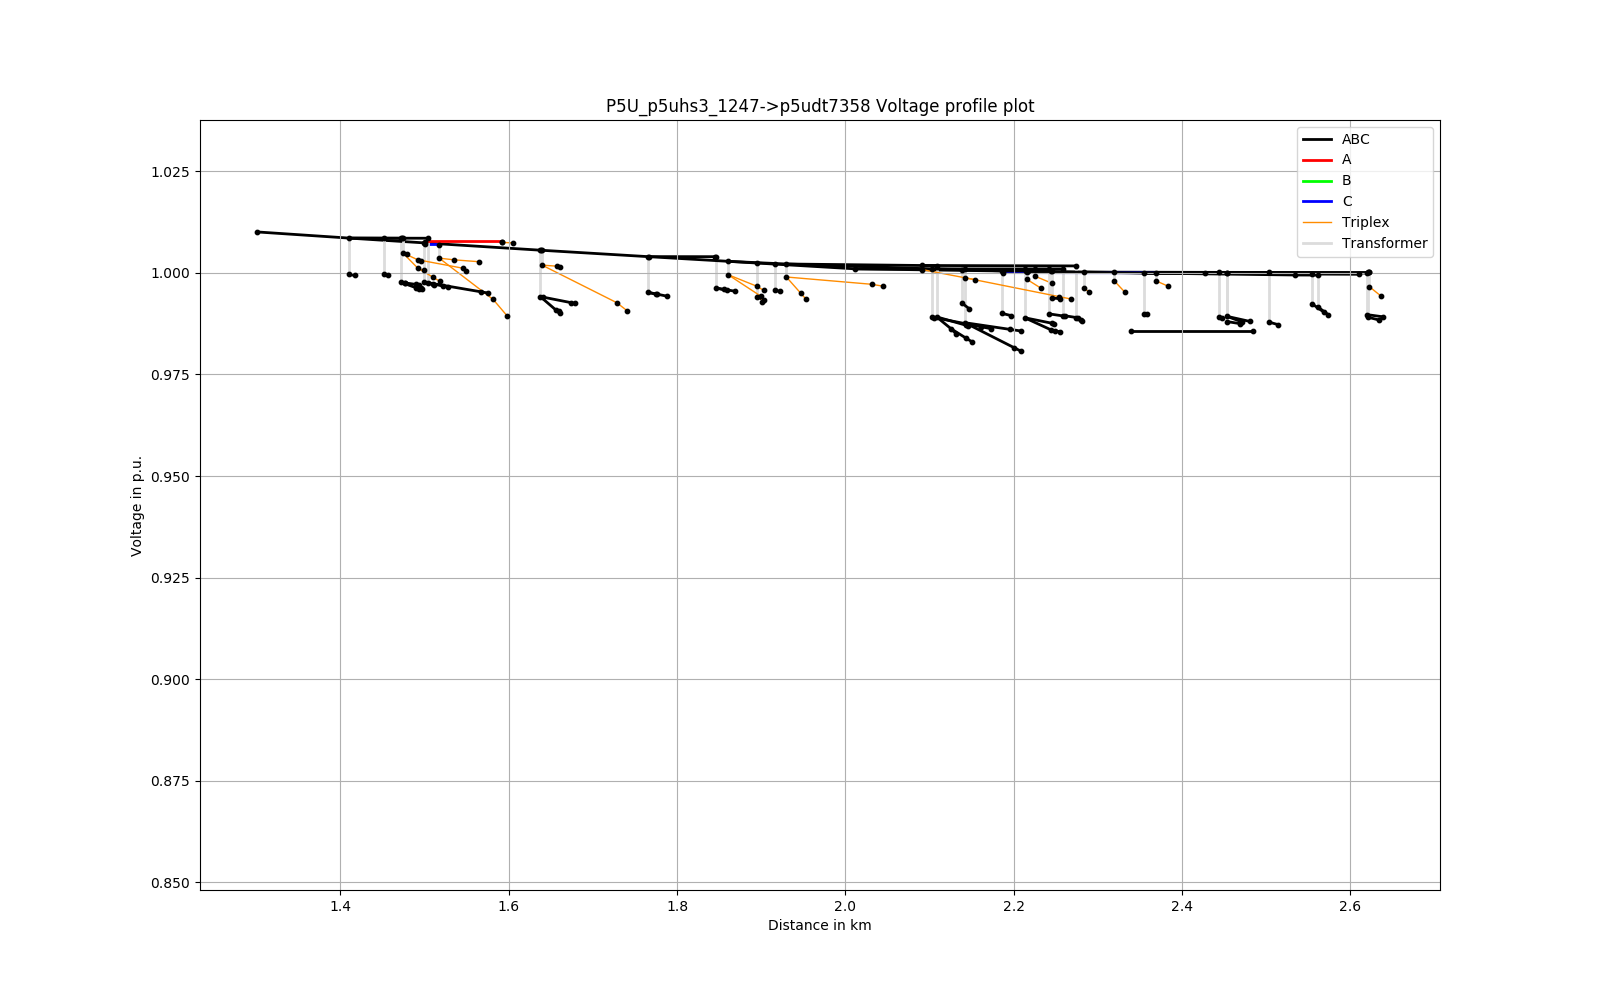 P5U_p5uhs3_1247->p5udt7358 Voltage profile plot
ABC
A
B
C
Triplex
Transformer
1.025
1.000
0.975
0.950
0.925
0.900
0.875
0.850
Voltage in p.u.
1.4 1.6 1.8 2.0 2.2 2.4 2.6
Distance in km